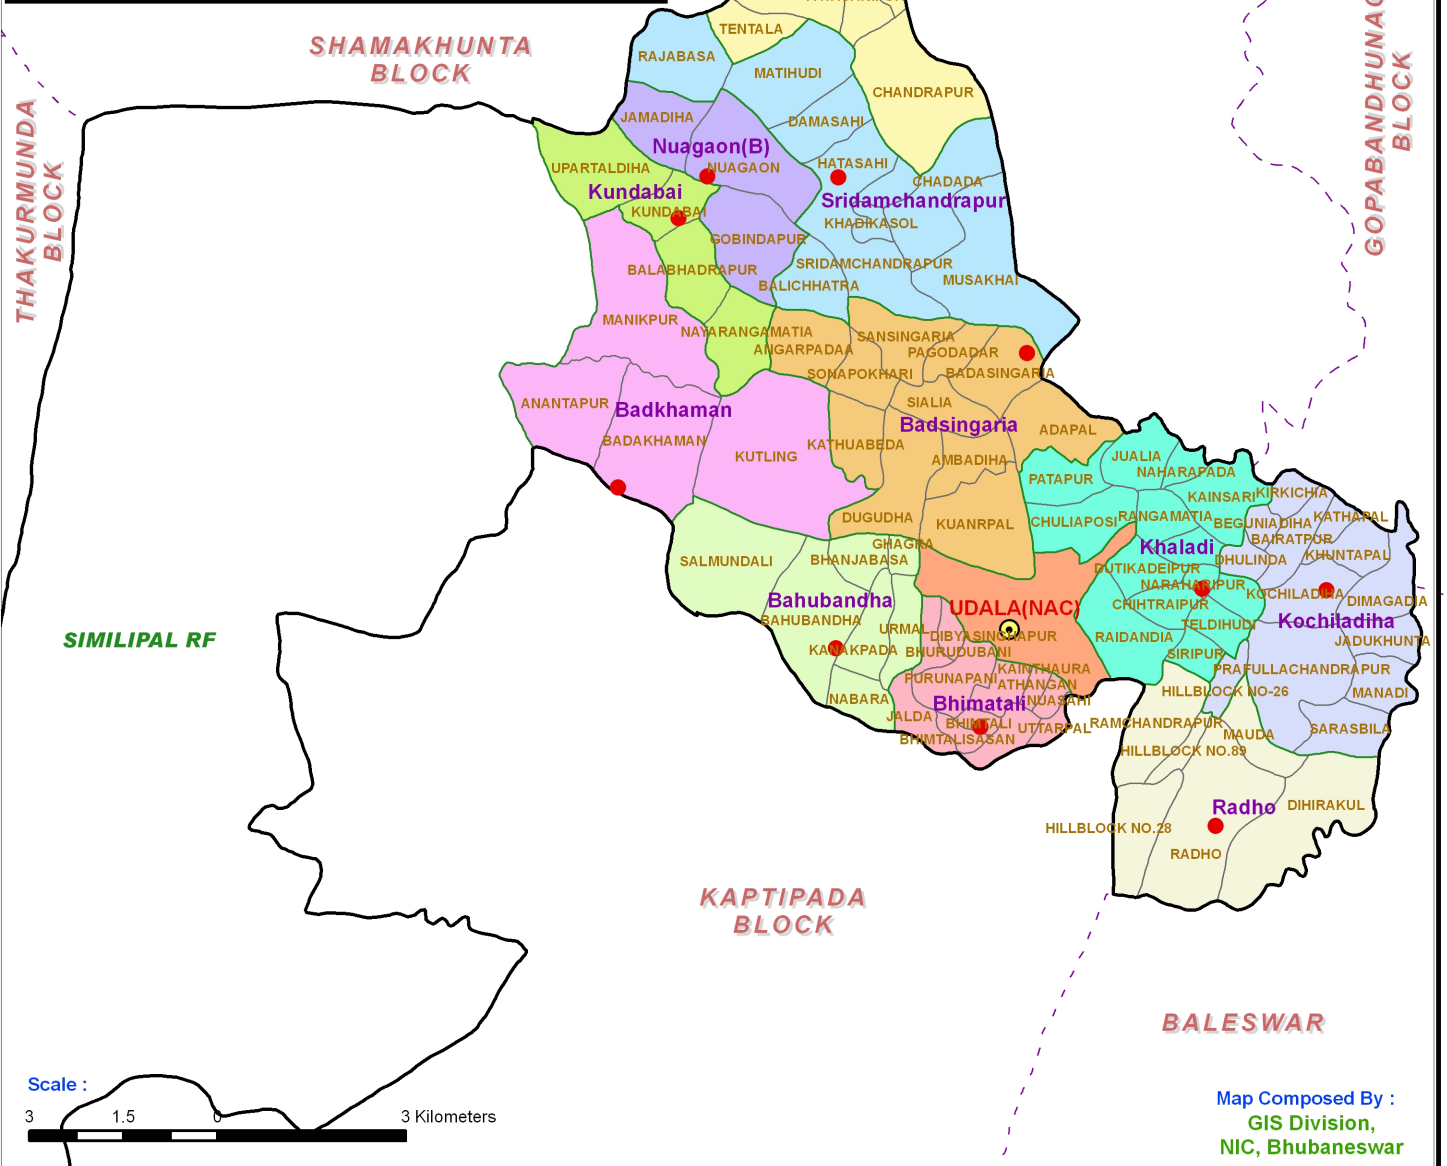 TENTALA
SHAMAKHUNTA
BLOCK
RAJABASA
MATIHUDI
CHANDRAPUR
GOPABANDHUNAG
BLOCK
THAKURMUNDA
BLOCK
JAMADIHA
DAMASAHI
Nuagaon(B)
HATASAHI
UPARTALDIHA
NUAGAON
CHADADA
Kundabai
Sridamchandrapur
KUNDABAI
KHADIKASOL
GOBINDAPUR
SRIDAMCHANDRAPUR
BALABHADRAPUR
MUSAKHAI
BALICHHATRA
MANIKPUR
NAYARANGAMATIA
SANSINGARIA
ANGARPADAA
PAGODADAR
SONAPOKHARI
BADASINGARIA
ANANTAPUR
Badkhaman
SIALIA
Badsingaria
ADAPAL
BADAKHAMAN
KATHUABEDA
KUTLING
AMBADIHA
JUALIA
NAHARAPADA
PATAPUR
KAINSARI
KIRKICHIA
DUGUDHA
KUANRPAL
CHULIAPOSI
RANGAMATIA
BEGUNIADIHA
KATHAPAL
BAIRATPUR
GHAGRA
Khaladi
KHUNTAPAL
SALMUNDALI
BHANJABASA
DHULINDA
DUTIKADEIPUR
NARAHARIPUR
KOCHILADIHA
DIMAGADIA
Bahubandha
UDALA(NAC)
CHIHTRAIPUR
BAHUBANDHA
Kochiladiha
TELDIHUDI
URMAL
DIBYASINGHAPUR
RAIDANDIA
JADUKHUNTA
SIMILIPAL RF
KANAKPADA
BHURUDUBANI
SIRIPUR
KAINTHAURA
PRAFULLACHANDRAPUR
PURUNAPANI
ATHANGAN
HILLBLOCK NO-26
MANADI
NABARA
Bhimatali
NUASAHI
JALDA
BHIMTALI
UTTARPAL
RAMCHANDRAPUR
SARASBILA
BHIMTALISASAN
MAUDA
HILLBLOCK NO.89
Radho
DIHIRAKUL
HILLBLOCK NO.28
RADHO
KAPTIPADA
BLOCK
BALESWAR
Scale :
3 1.5 0 3 Kilometers
Map Composed By :
GIS Division,
NIC, Bhubaneswar